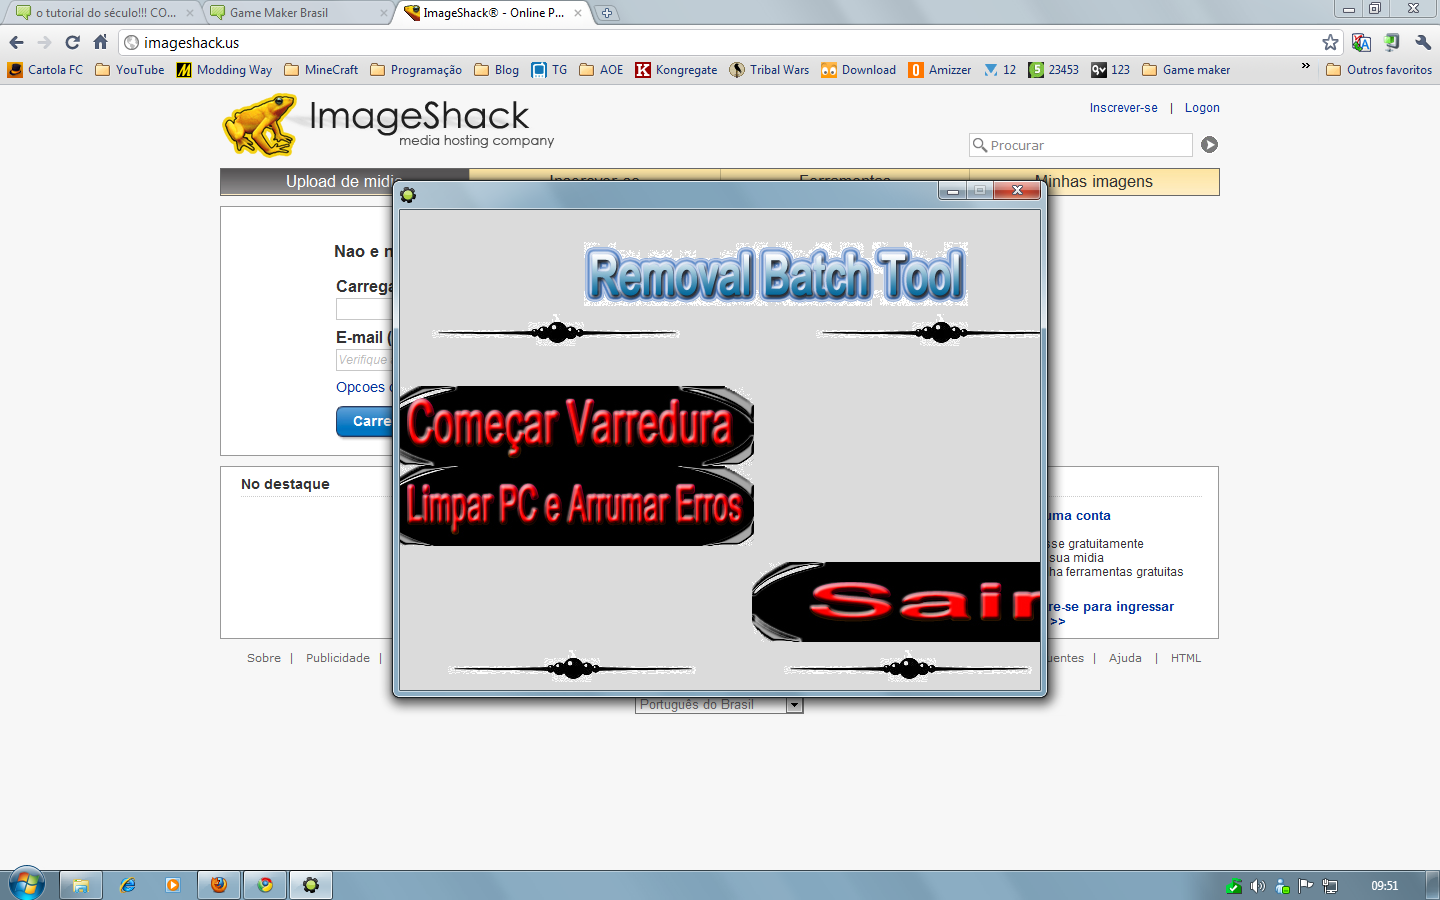 o tutorial do século!!! CO...
Game Maker Brasil
ImageShack® - Online P...
imageshack.us
Cartola FC
YouTube
Modding Way
MineCraft
Programação
Blog
TG
AOE
Kongregate
Tribal Wars
Download
Amizzer
12
23453
123
Game maker
Outros favoritos
ImageShack
media hosting company
Inscrever-se | Logon
Procurar
Upload de midia
Inscrever-se
Ferramentas
Minhas imagens
Nao e n
Carrega
E-mail (
Verifique
Opcoes
Carre
Removal Batch Tool
Começar Varredura
Limpar PC e Arrumar Erros
Sair
No destaque
uma conta
se gratuitamente
sua midia
ha ferramentas gratuitas
re-se para ingressar
>>
Sobre | Publicidade |
uentes | Ajuda | HTML
Português do Brasil
09:51